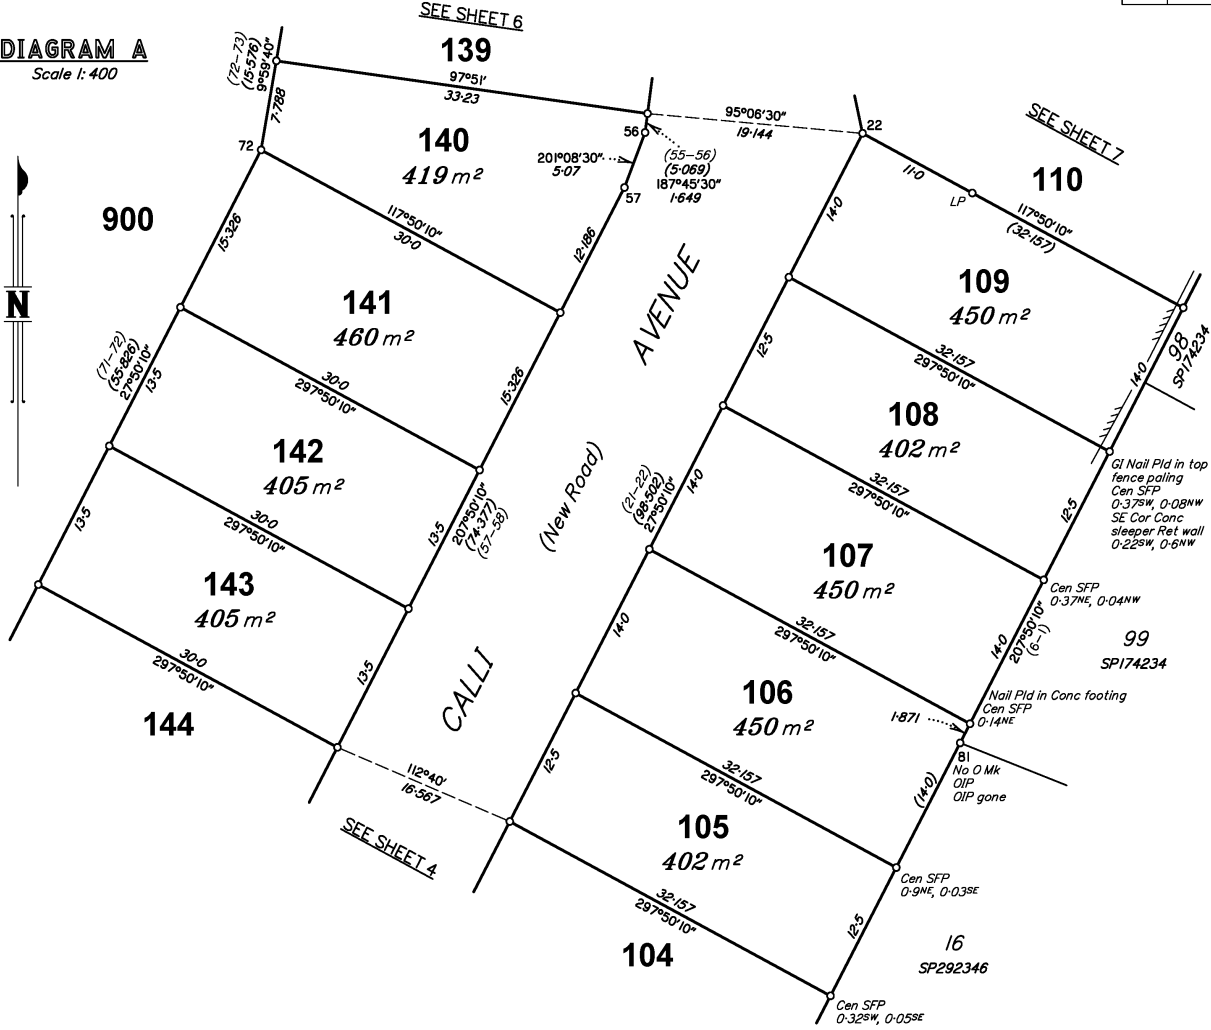 SEE SHEET 6
DIAGRAM A
Scale 1:400
139
(72-73)
(15·576)
9°59'40"
97°51'
33·23
7·788
72
140
419 m²
56
201°08'30"
5·07
(55-56)
(5·069)
187°45'30"
1·649
57
95°06'30"
19·144
22
SEE SHEET 7
11·0
LP
110
117°50'10"
(32·157)
900
15·326
117°50'10"
30·0
12·186
14·0
109
450 m²
98
SP174234
14·0
N
141
460 m²
AVENUE
12·5
32·157
297°50'10"
(71-72)
(55·826)
27°50'10"
13·5
30·0
297°50'10"
15·326
108
402 m²
142
405 m²
(New Road)
(21-22)
(98·502)
27°50'10"
14·0
32·157
297°50'10"
GI Nail Pld in top
fence paling
Cen SFP
0·37SW, 0·08NW
SE Cor Conc
sleeper Ret wall
0·22SW, 0·6NW
12·5
13·5
30·0
297°50'10"
13·5
207°50'10"
(74·377)
(57-58)
107
450 m²
Cen SFP
0·37NE, 0·04NW
143
405 m²
14·0
32·157
297°50'10"
14·0
207°50'10"
(6-1)
99
SP174234
30·0
297°50'10"
13·5
CALLI
106
450 m²
Nail Pld in Conc footing
Cen SFP
0·14NE
1·871
144
81
No O Mk
OIP
OIP gone
112°40'
16·567
12·5
32·157
297°50'10"
(14·0)
SEE SHEET 4
105
402 m²
Cen SFP
0·9NE, 0·03SE
32·157
297°50'10"
12·5
104
16
SP292346
Cen SFP
0·32SW, 0·05SE